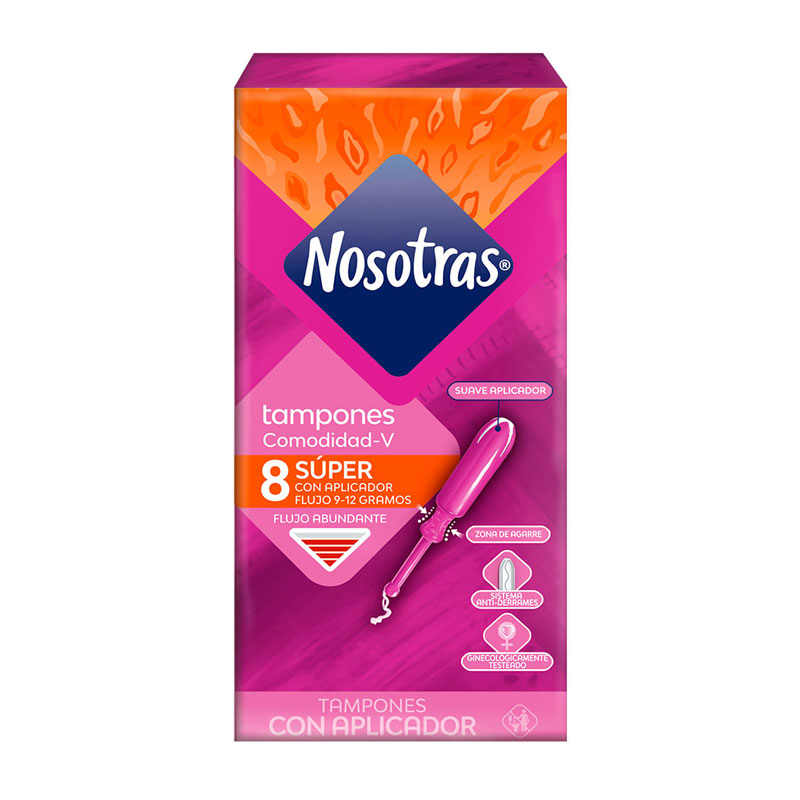 Nosotras®
SUAVE APLICADOR
tampones
Comodidad-V
8 SÚPER
CON APLICADOR
FLUJO 9-12 GRAMOS
FLUJO ABUNDANTE
ZONA DE AGARRE
SISTEMA
ANTI-DERRAMES
GINECOLÓGICAMENTE
TESTEADO
TAMPONES
CON APLICADOR